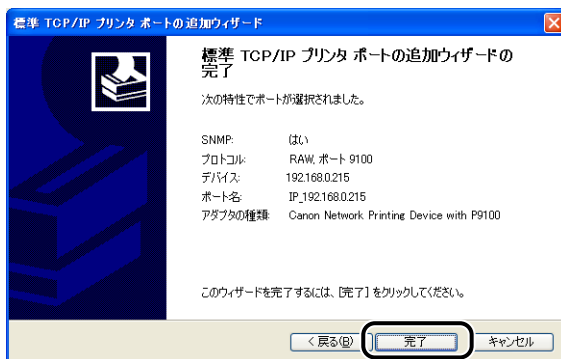 標準 TCP/IP プリンタ ポートの追加ウィザード
標準 TCP/IP プリンタ ポートの追加ウィザードの
完了
次の特性でポートが選択されました。
SNMP: はい
プロトコル: RAW, ポート 9100
デバイス: 192.168.0.215
ポート名: IP_192.168.0.215
アダプタの種類: Canon Network Printing Device with P9100
このウィザードを完了するには、[完了] をクリックしてください。
< 戻る(B) 完了 キャンセル